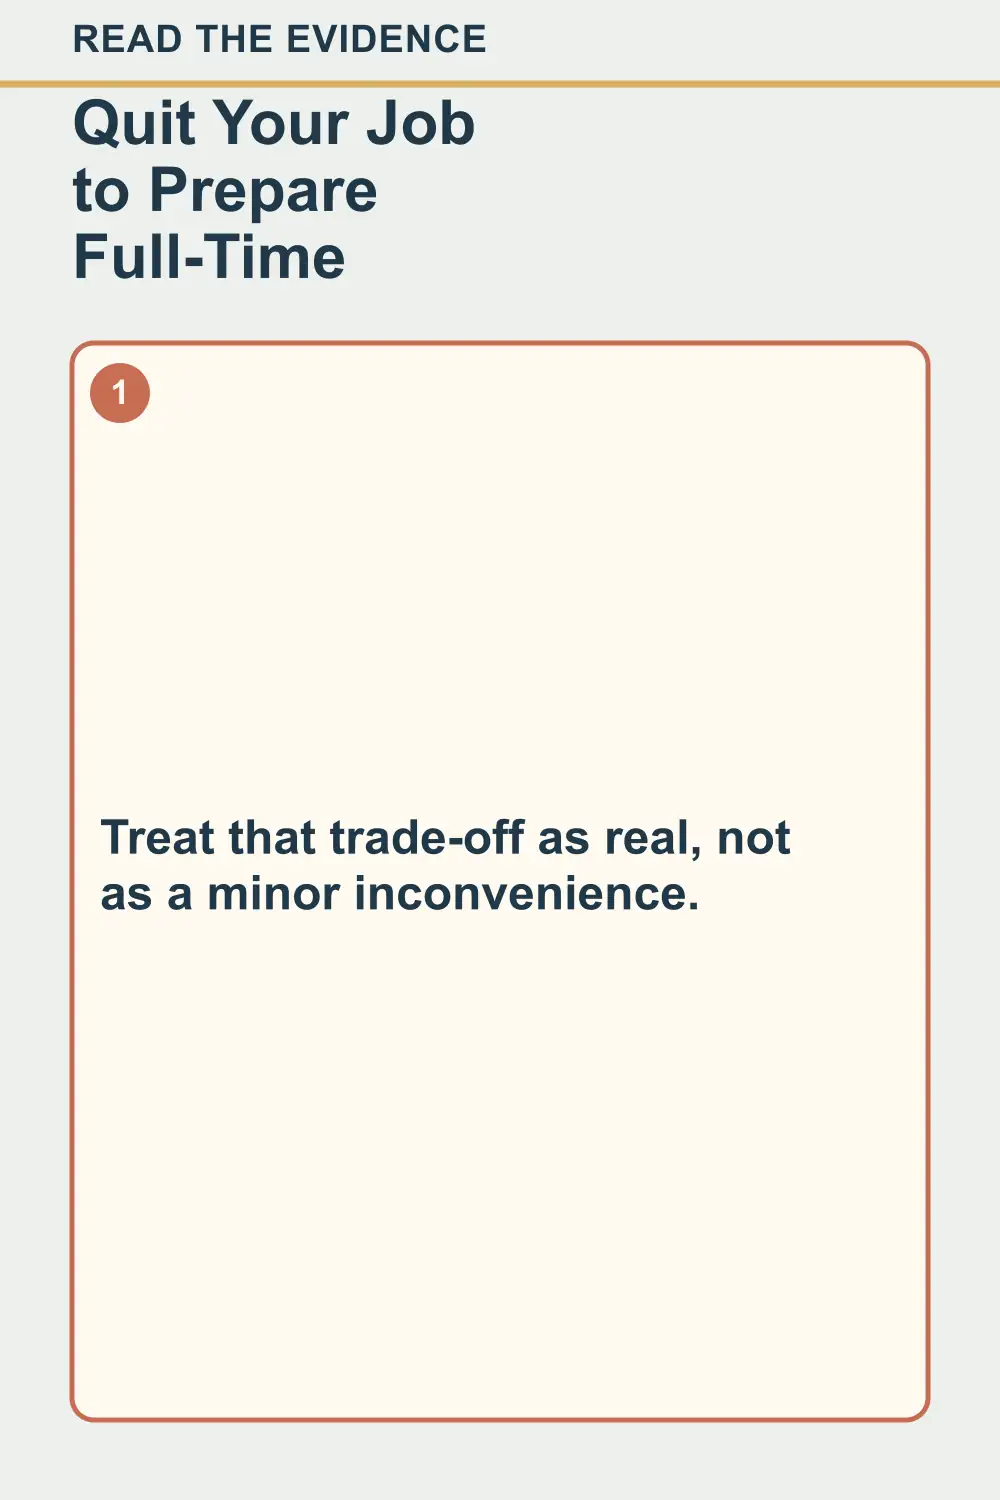 READ THE EVIDENCE
Quit Your Job
to Prepare
Full-Time
1
Treat that trade-off as real, not
as a minor inconvenience.